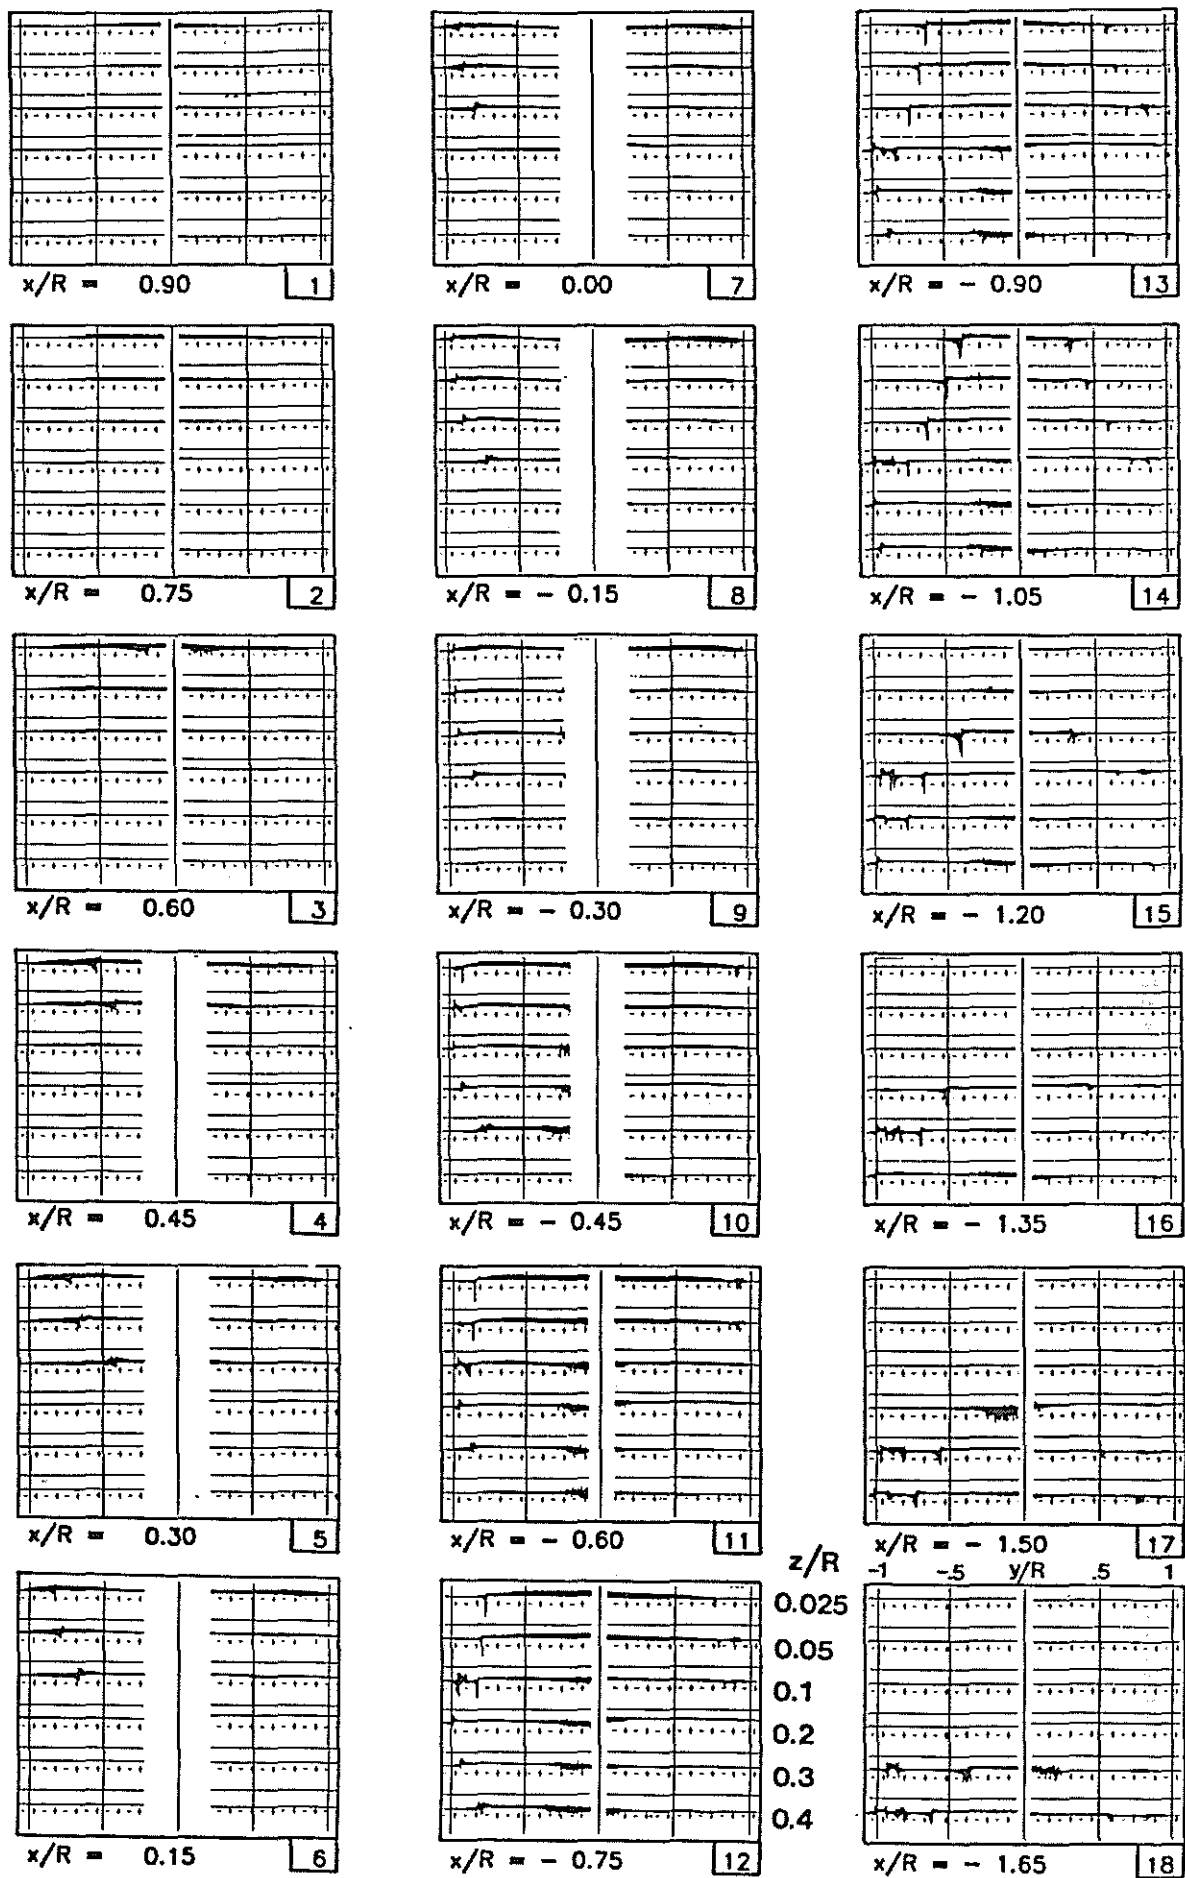 x/R = 0.90 1
x/R = 0.75 2
x/R = 0.60 3
x/R = 0.45 4
x/R = 0.30 5
x/R = 0.15 6
x/R = 0.00 7
x/R = - 0.15 8
x/R = - 0.30 9
x/R = - 0.45 10
x/R = - 0.60 11
z/R
0.025
0.05
0.1
0.2
0.3
0.4
x/R = - 0.75 12
x/R = - 0.90 13
x/R = - 1.05 14
x/R = - 1.20 15
x/R = - 1.35 16
x/R = - 1.50 17
-1 -.5 y/R .5 1
x/R = - 1.65 18